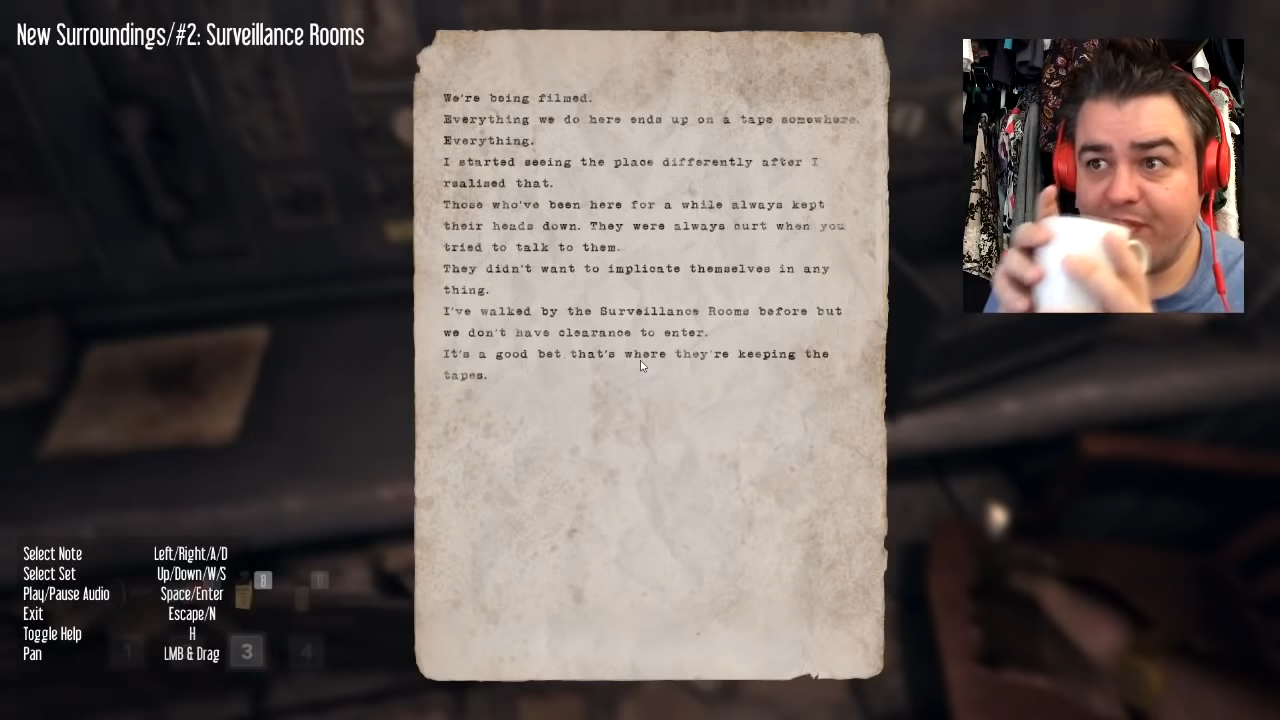 New Surroundings/#2: Surveillance Rooms
We're being filmed.
Everything we do here ends up on a tape somewhere.
Everything.
I started seeing the place differently after I
realised that.
Those who've been here for a while always kept
their heads down. They were always curt when you
tried to talk to them.
They didn't want to implicate themselves in any
thing.
I've walked by the Surveillance Rooms before but
we don't have clearance to enter.
It's a good bet that's where they're keeping the
tapes.
Select Note Left/Right/A/D
Select Set Up/Down/W/S
Play/Pause Audio Space/Enter
Exit Escape/N
Toggle Help H
Pan LMB & Drag
8 0
1 3 4